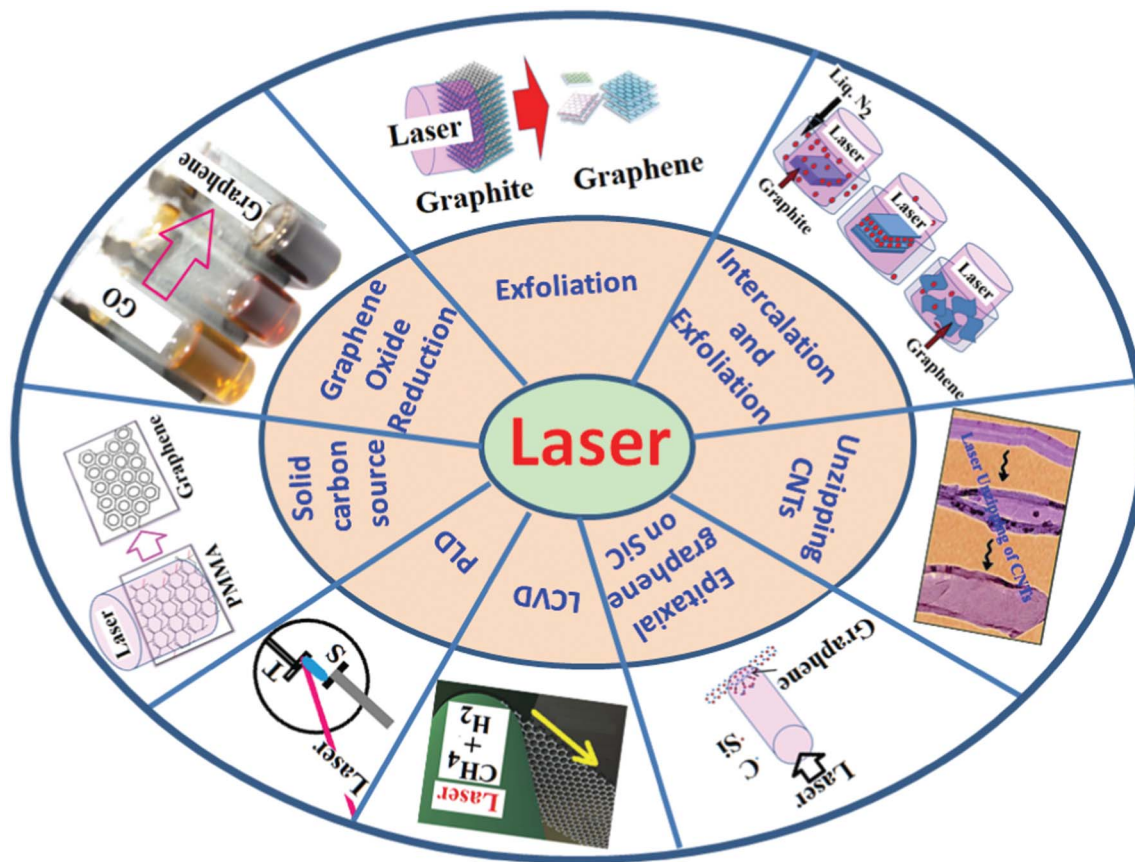 Laser
Exfoliation
Laser
Graphite
Graphene
Intercalation
and
Exfoliation
Liq. N2
Laser
Graphite
Laser
Laser
Graphene
Unzipping
CNTs
Laser Unzipping of CNTs
Epitaxial
graphene
on SiC
Graphene
C
Si
Laser
LCVD
Laser
CH4
+
H2
PLD
T
S
Laser
Solid
carbon
source
Graphene
PMMA
Laser
Graphene
Oxide
Reduction
Graphene
GO